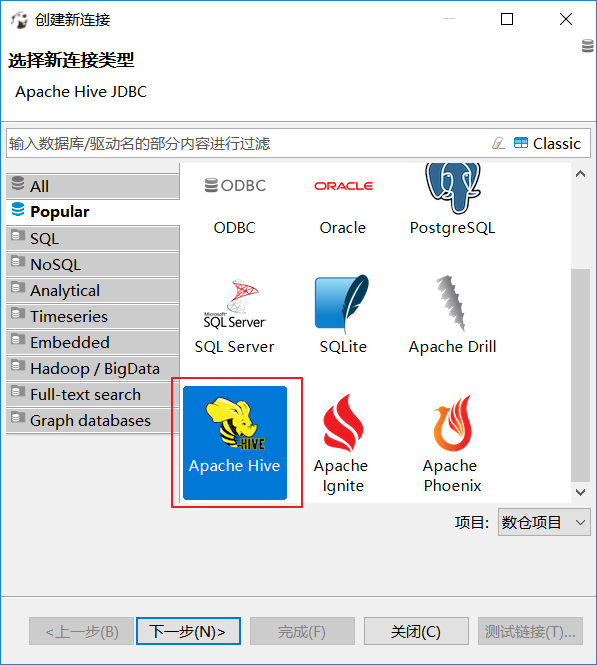 创建新连接
选择新连接类型
Apache Hive JDBC
输入数据库/驱动名的部分内容进行过滤
Classic
All
Popular
SQL
NoSQL
Analytical
Timeseries
Embedded
Hadoop / BigData
Full-text search
Graph databases
ODBC
ODBC
ORACLE
Oracle
PostgreSQL
Microsoft
SQL Server
SQL Server
SQLite
Apache Drill
HIVE
Apache Hive
Apache
Ignite
Apache
Phoenix
项目:
数仓项目
<上一步(B)
下一步(N)>
完成(F)
关闭(C)
测试链接(T)...